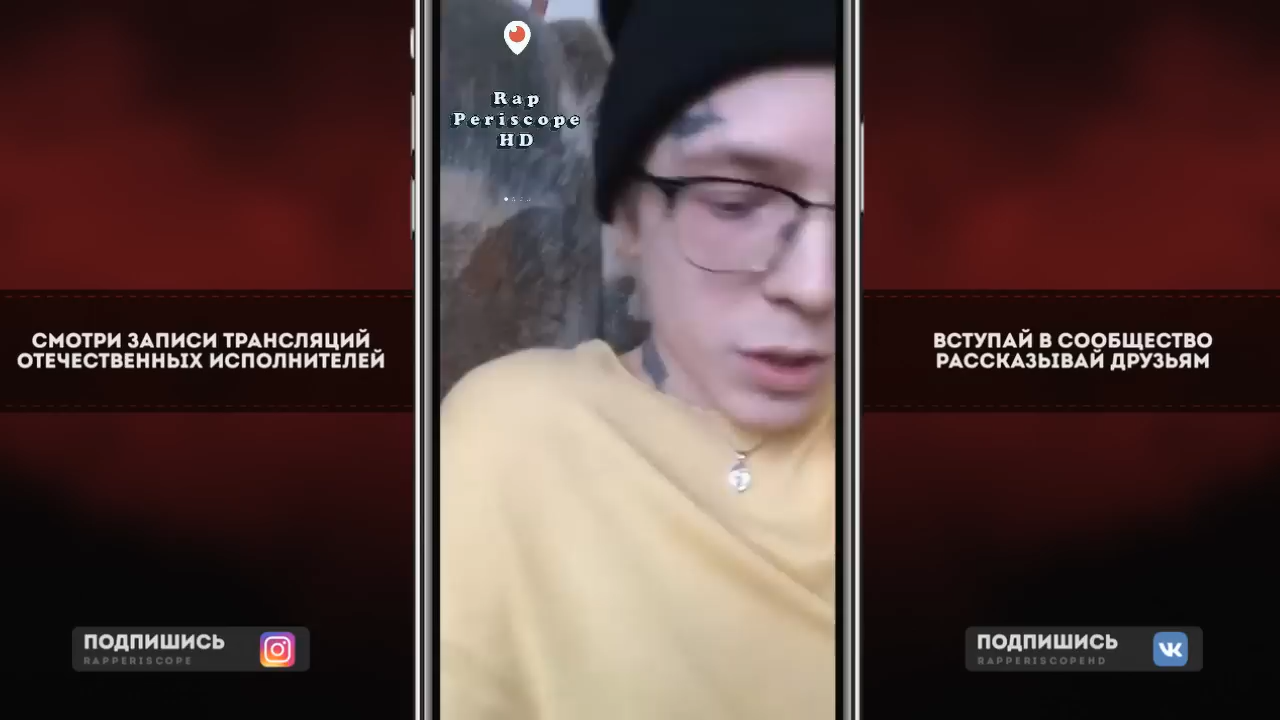 Rap
Periscope
HD
СМОТРИ ЗАПИСИ ТРАНСЛЯЦИЙ
ОТЕЧЕСТВЕННЫХ ИСПОЛНИТЕЛЕЙ
ВСТУПАЙ В СООБЩЕСТВО
РАССКАЗЫВАЙ ДРУЗЬЯМ
ПОДПИШИСЬ
RAPPERISCOPE
ПОДПИШИСЬ
RAPPERISCOPEHD